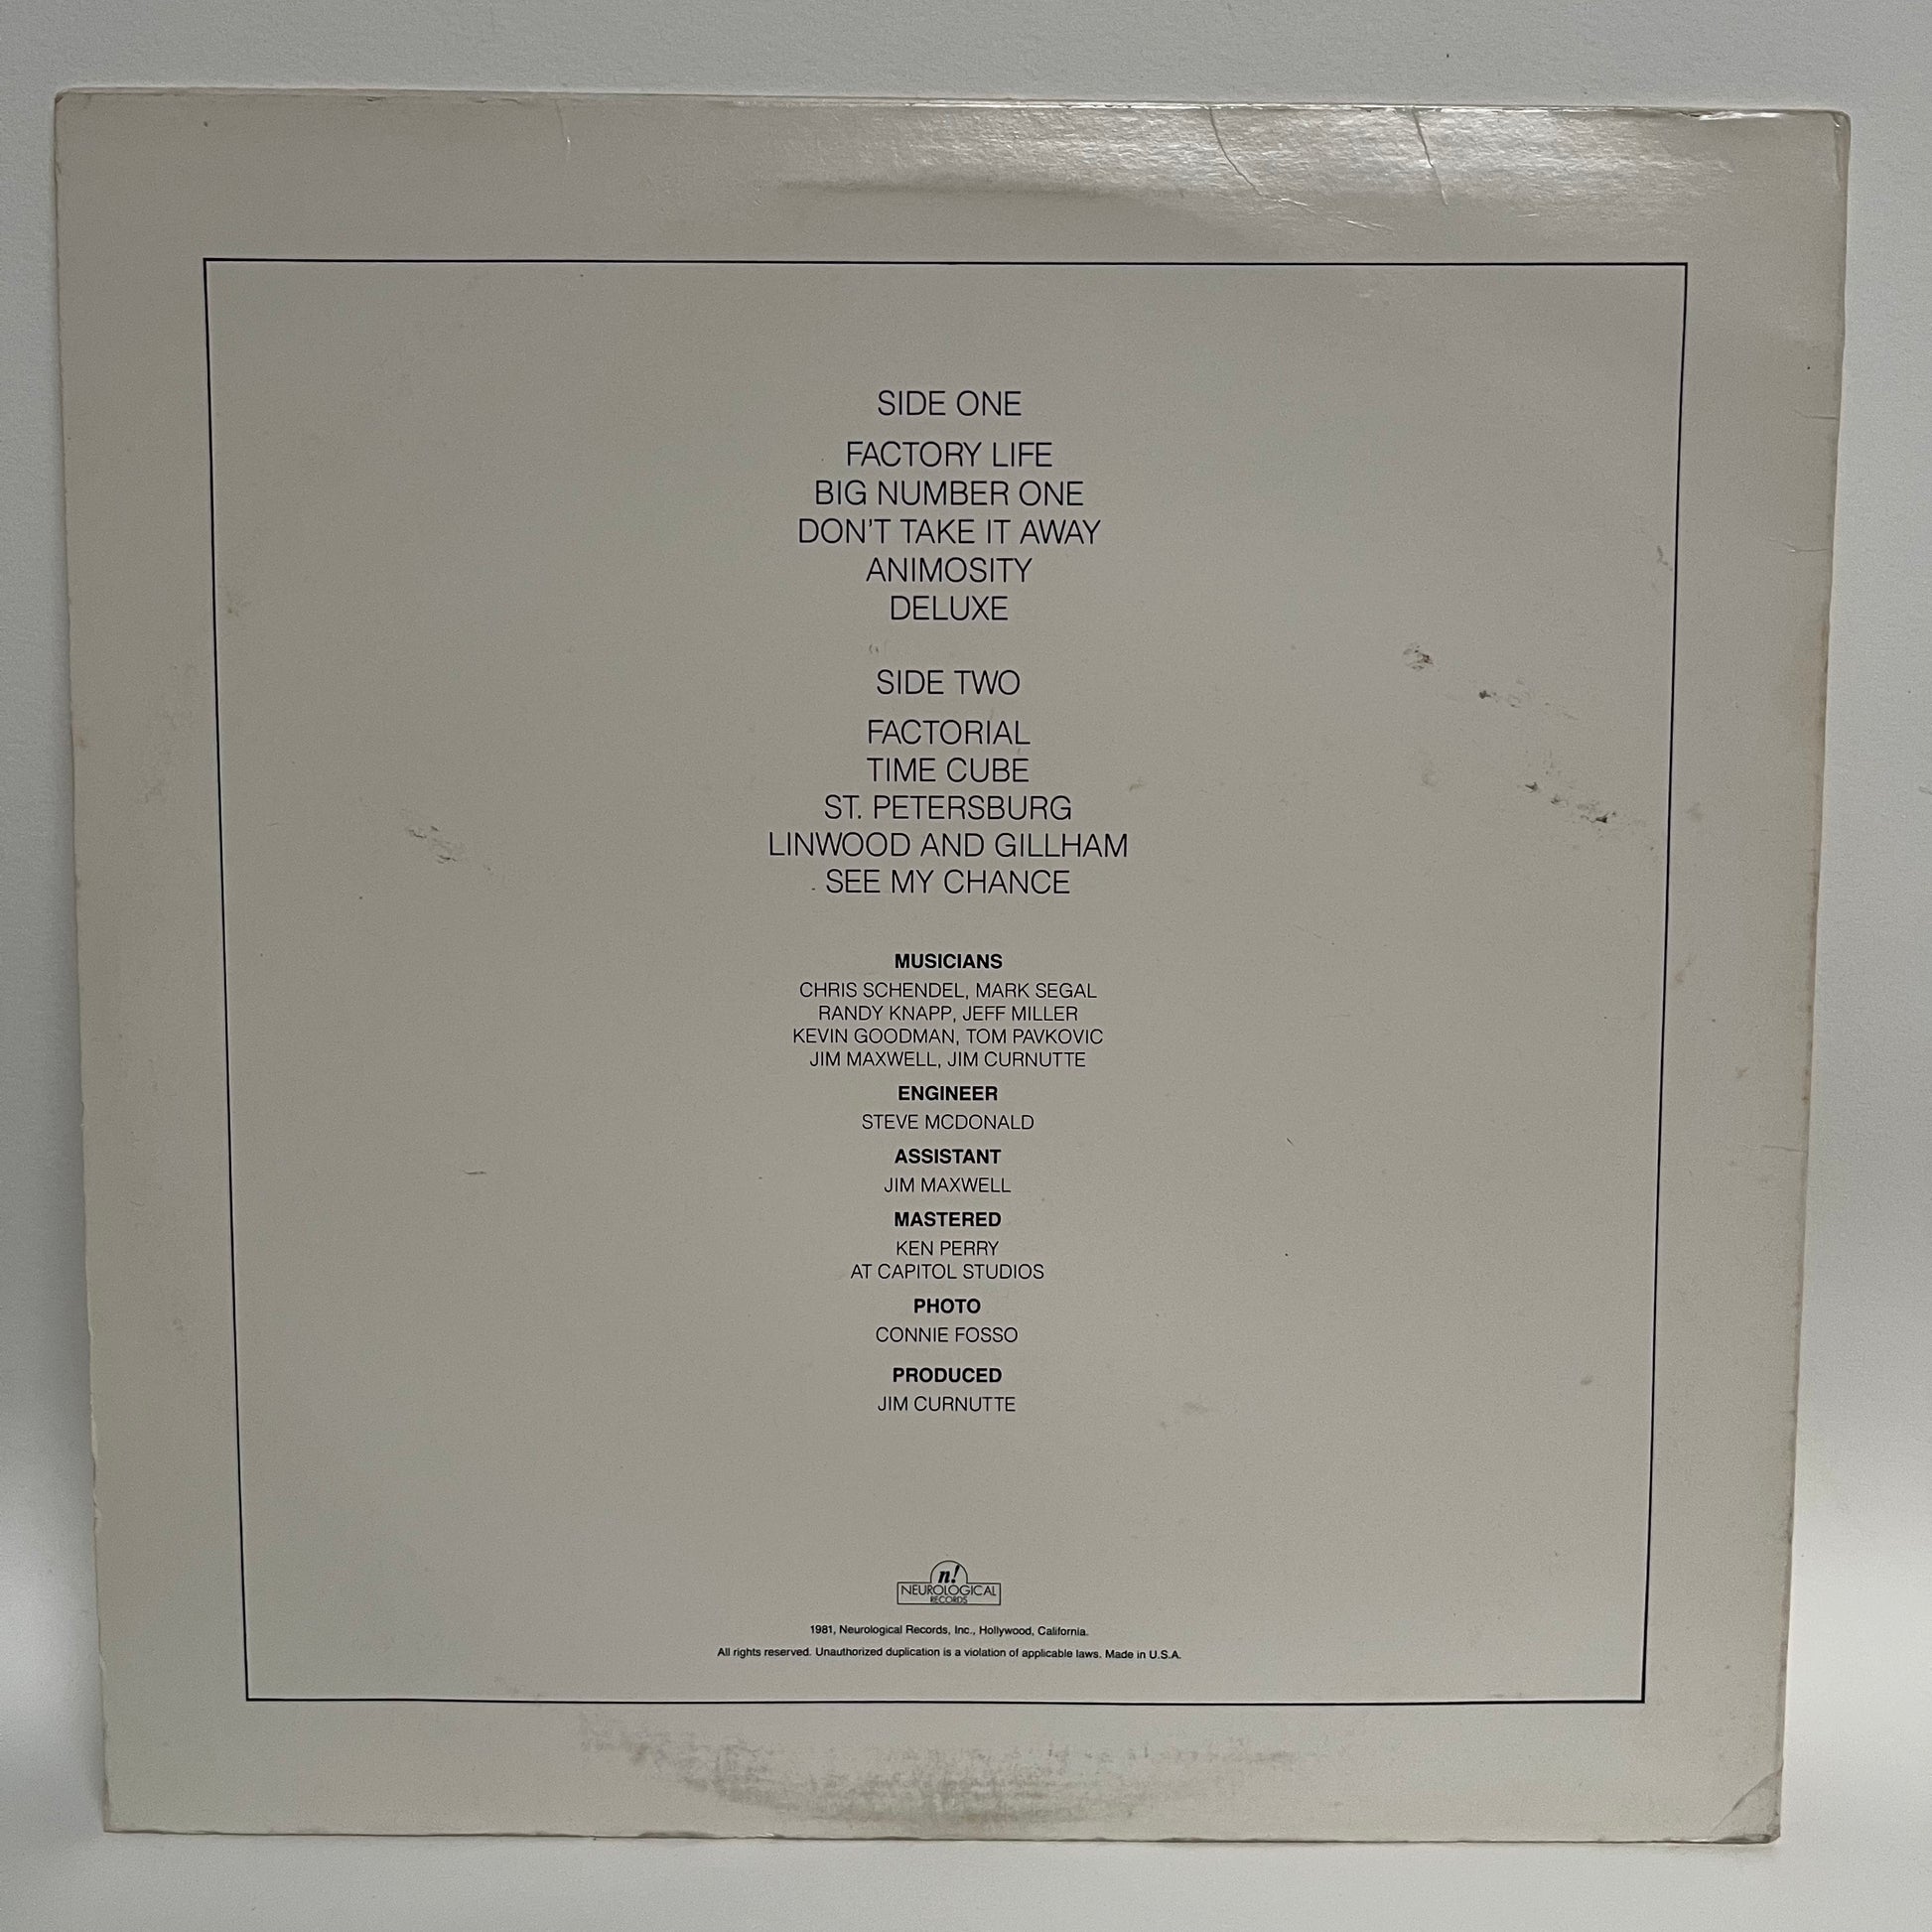 SIDE ONE
FACTORY LIFE
BIG NUMBER ONE
DON'T TAKE IT AWAY
ANIMOSITY
DELUXE
SIDE TWO
FACTORIAL
TIME CUBE
ST. PETERSBURG
LINWOOD AND GILLHAM
SEE MY CHANCE
MUSICIANS
CHRIS SCHENDEL, MARK SEGAL
RANDY KNAPP, JEFF MILLER
KEVIN GOODMAN, TOM PAVKOVIC
JIM MAXWELL, JIM CURNUTTE
ENGINEER
STEVE MCDONALD
ASSISTANT
JIM MAXWELL
MASTERED
KEN PERRY
AT CAPITOL STUDIOS
PHOTO
CONNIE FOSSO
PRODUCED
JIM CURNUTTE
n!
NEUROLOGICAL
RECORDS
1981, Neurological Records, Inc., Hollywood, California.
All rights reserved. Unauthorized duplication is a violation of applicable laws. Made in U.S.A.